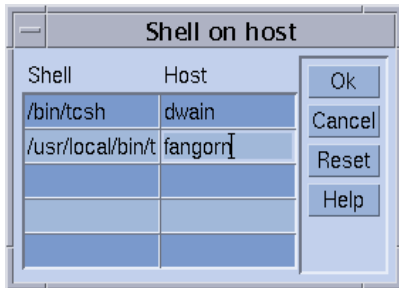 Shell on host
Shell Host
/bin/tcsh dwain
/usr/local/bin/t fangorn
Ok
Cancel
Reset
Help